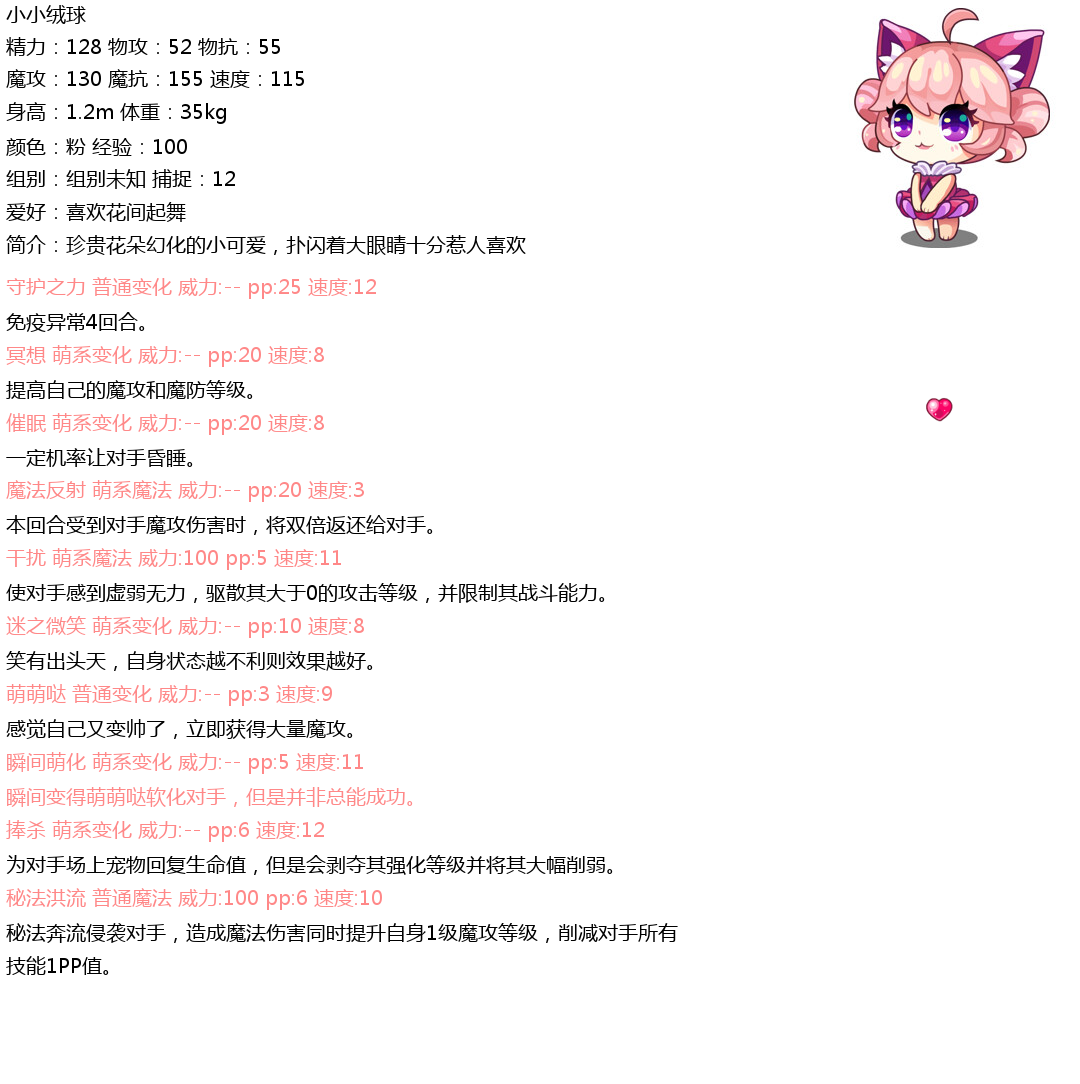 小小绒球
精力：128 物攻：52 物抗：55
魔攻：130 魔抗：155 速度：115
身高：1.2m 体重：35kg
颜色：粉 经验：100
组别：组别未知 捕捉：12
爱好：喜欢花间起舞
简介：珍贵花朵幻化的小可爱，扑闪着大眼睛十分惹人喜欢
守护之力 普通变化 威力:-- pp:25 速度:12
免疫异常4回合。
冥想 萌系变化 威力:-- pp:20 速度:8
提高自己的魔攻和魔防等级。
催眠 萌系变化 威力:-- pp:20 速度:8
一定机率让对手昏睡。
魔法反射 萌系魔法 威力:-- pp:20 速度:3
本回合受到对手魔攻伤害时，将双倍返还给对手。
干扰 萌系魔法 威力:100 pp:5 速度:11
使对手感到虚弱无力，驱散其大于0的攻击等级，并限制其战斗能力。
迷之微笑 萌系变化 威力:-- pp:10 速度:8
笑有出头天，自身状态越不利则效果越好。
萌萌哒 普通变化 威力:-- pp:3 速度:9
感觉自己又变帅了，立即获得大量魔攻。
瞬间萌化 萌系变化 威力:-- pp:5 速度:11
瞬间变得萌萌哒软化对手，但是并非总能成功。
捧杀 萌系变化 威力:-- pp:6 速度:12
为对手场上宠物回复生命值，但是会剥夺其强化等级并将其大幅削弱。
秘法洪流 普通魔法 威力:100 pp:6 速度:10
秘法奔流侵袭对手，造成魔法伤害同时提升自身1级魔攻等级，削减对手所有
技能1PP值。